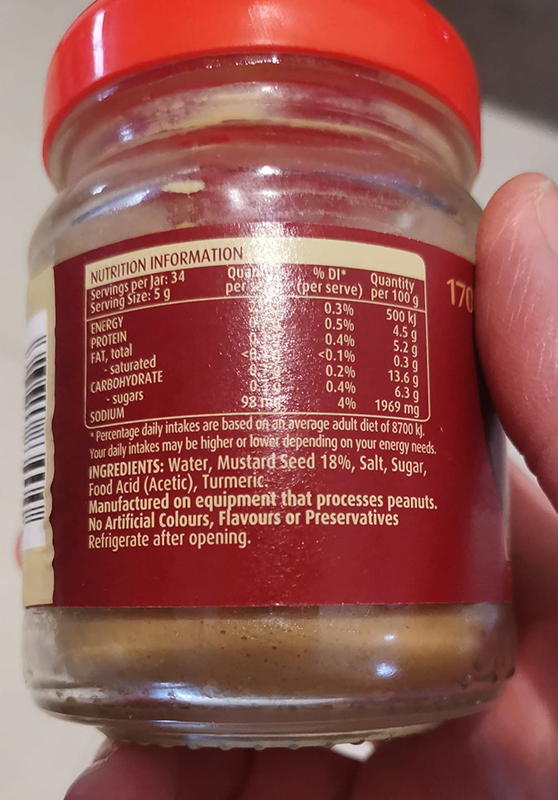 NUTRITION INFORMATION
Servings per Jar: 34
Serving Size: 5 g
per
% DI*
(per serve)
Quantity
per 100 g
ENERGY 0.3% 500 kJ
PROTEIN 0.5% 4.5 g
FAT, total 0.4% 5.2 g
- saturated <0.1% 0.3 g
CARBOHYDRATE 0.2% 13.6 g
- sugars 0.4% 6.3 g
SODIUM 98 4% 1969 mg
* Percentage daily intakes are based on an average adult diet of 8700 kJ.
Your daily intakes may be higher or lower depending on your energy needs.
INGREDIENTS: Water, Mustard Seed 18%, Salt, Sugar,
Food Acid (Acetic), Turmeric.
Manufactured on equipment that processes peanuts.
No Artificial Colours, Flavours or Preservatives
Refrigerate after opening.
170